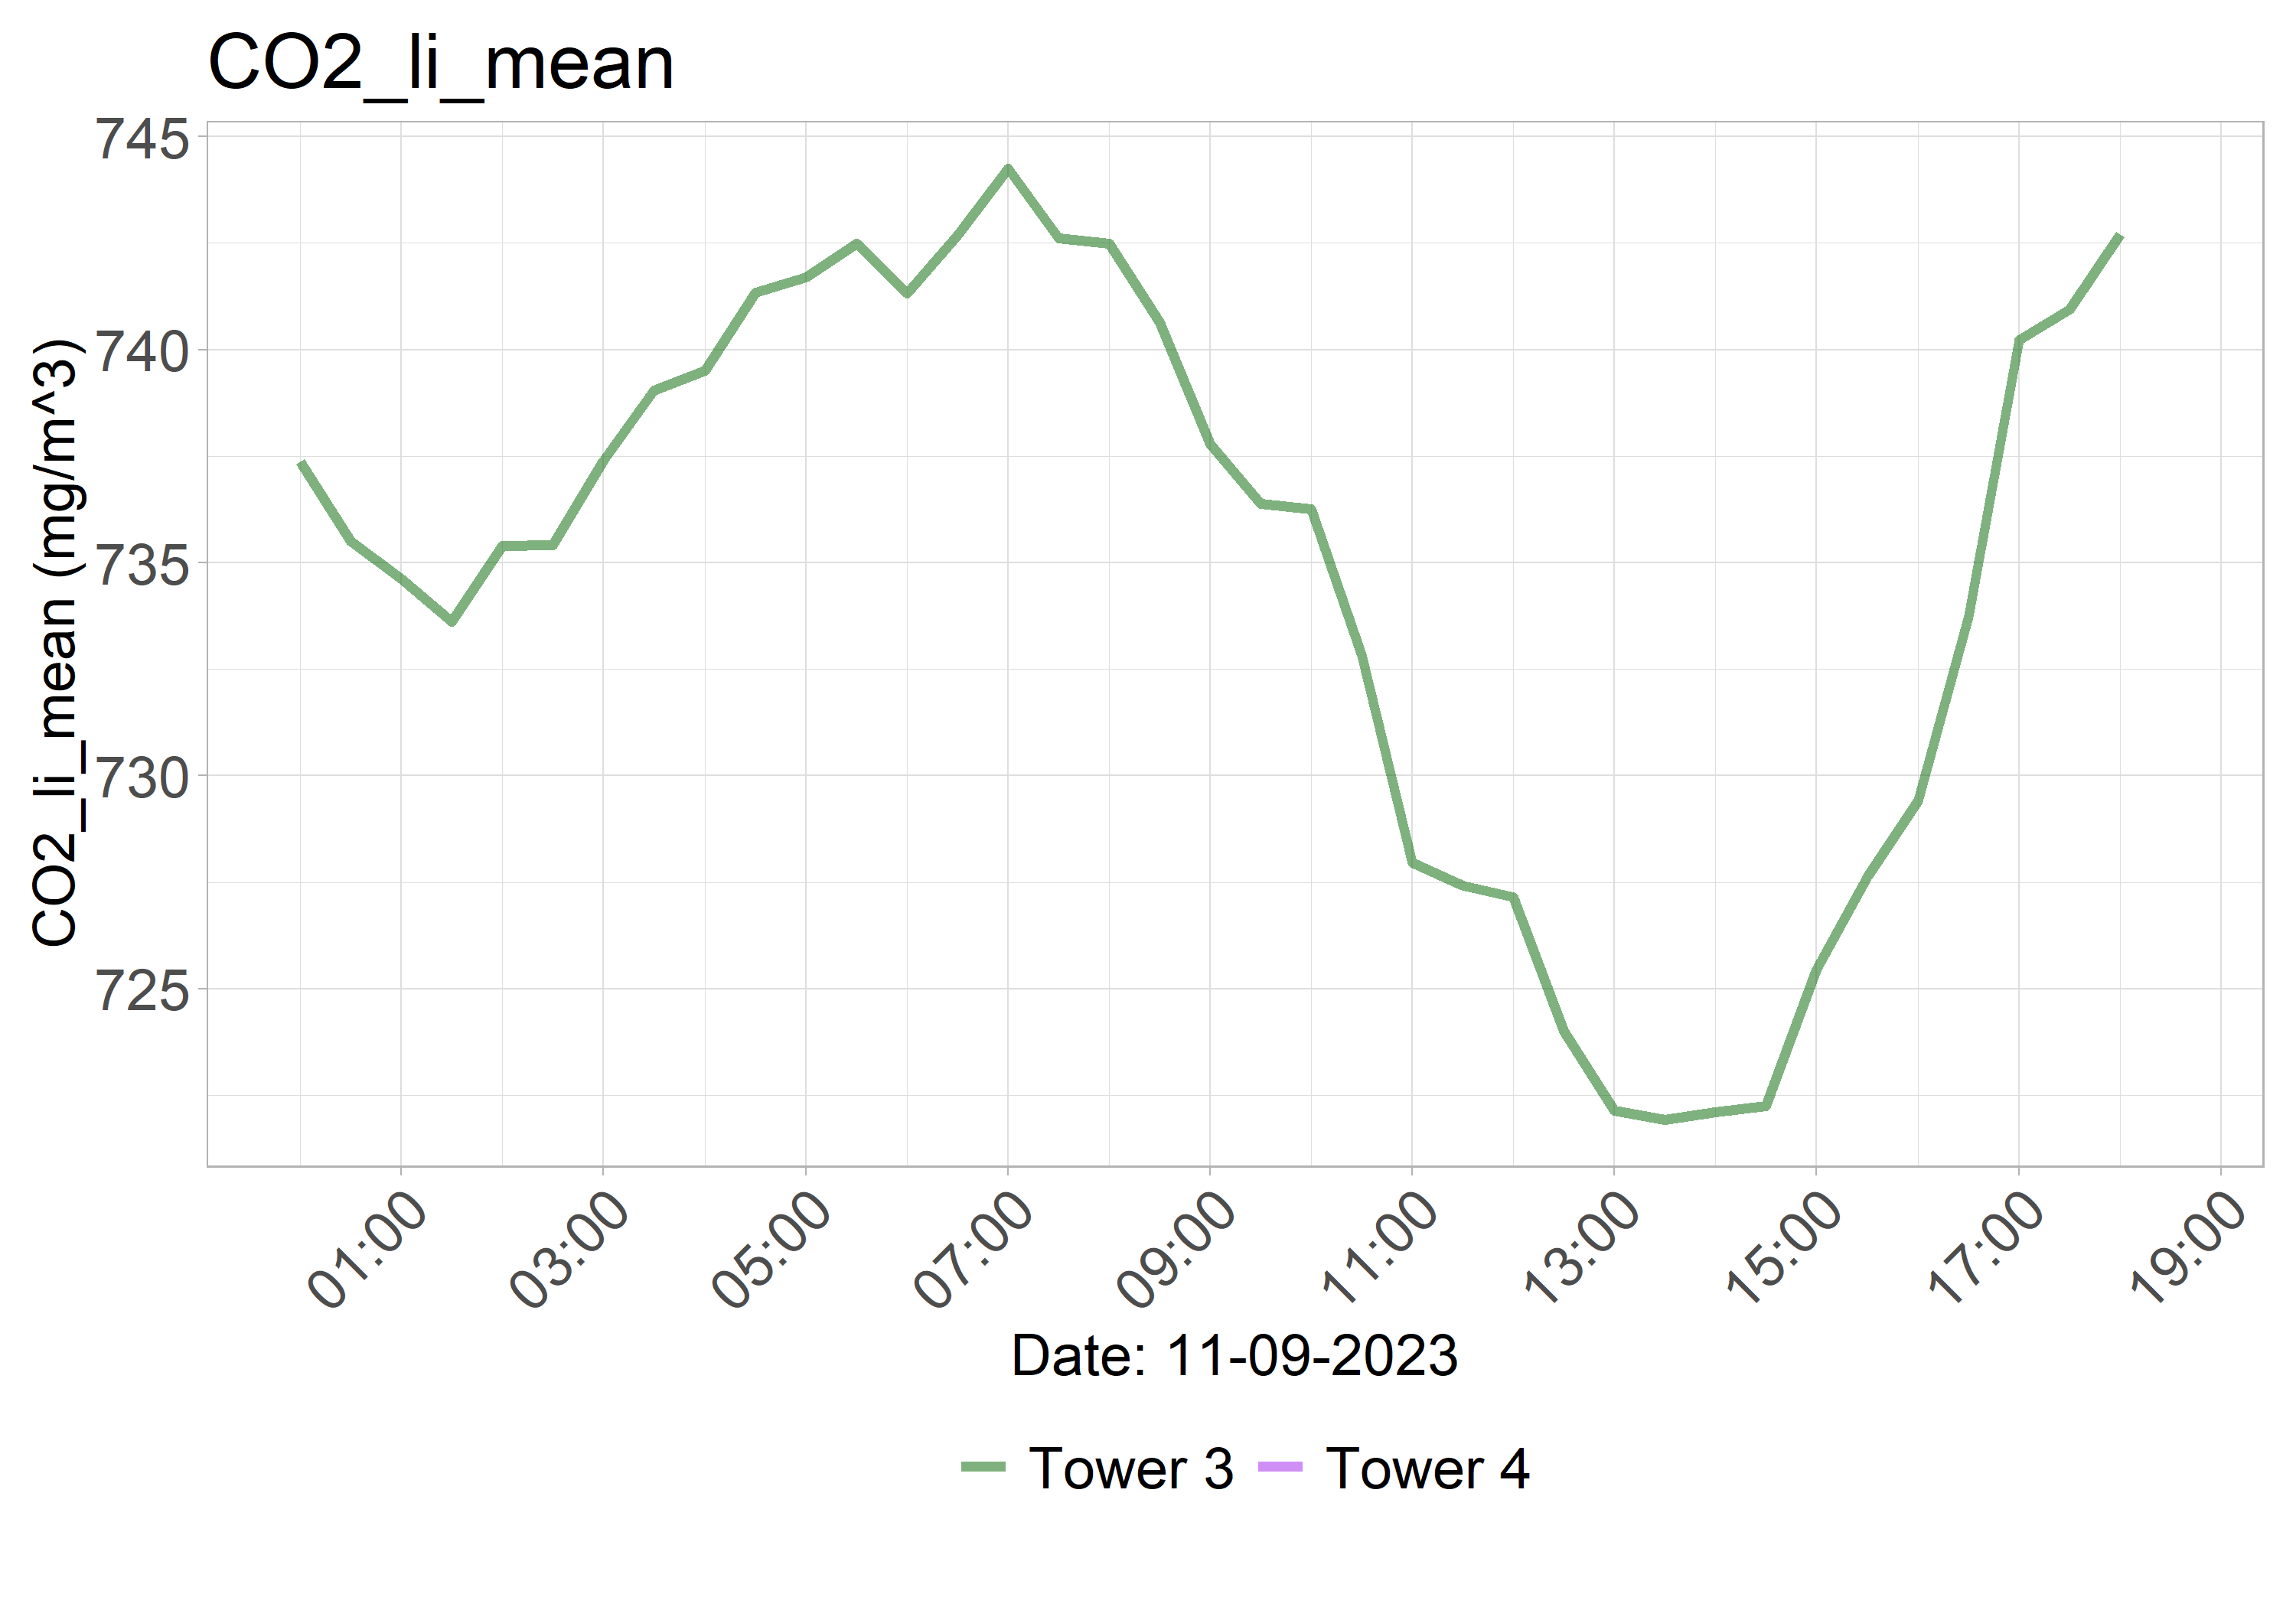 CO2_li_mean
CO2_li_mean (mg/m^3)
745
740
735
730
725
01:00 03:00 05:00 07:00 09:00 11:00 13:00 15:00 17:00 19:00
Date: 11-09-2023
Tower 3 Tower 4